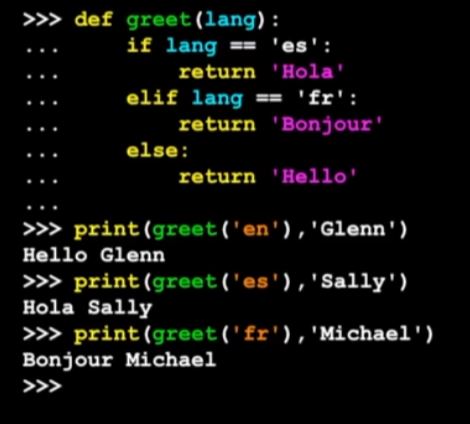 >>> def greet(lang):
...     if lang == 'es':
...         return 'Hola'
...     elif lang == 'fr':
...         return 'Bonjour'
...     else:
...         return 'Hello'
...
>>> print(greet('en'),'Glenn')
Hello Glenn
>>> print(greet('es'),'Sally')
Hola Sally
>>> print(greet('fr'),'Michael')
Bonjour Michael
>>>